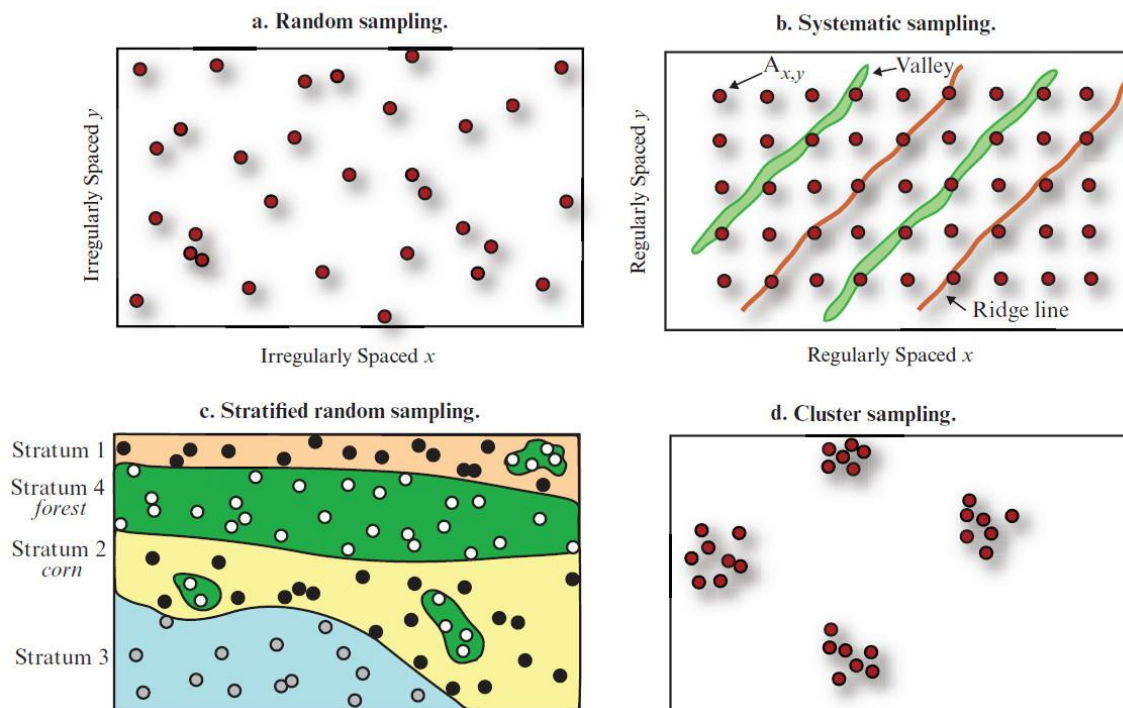 a. Random sampling.
Irregularly Spaced y
Irregularly Spaced x
b. Systematic sampling.
Ax,y
Valley
Regularly Spaced y
Ridge line
Regularly Spaced x
c. Stratified random sampling.
Stratum 1
Stratum 4
forest
Stratum 2
corn
Stratum 3
d. Cluster sampling.